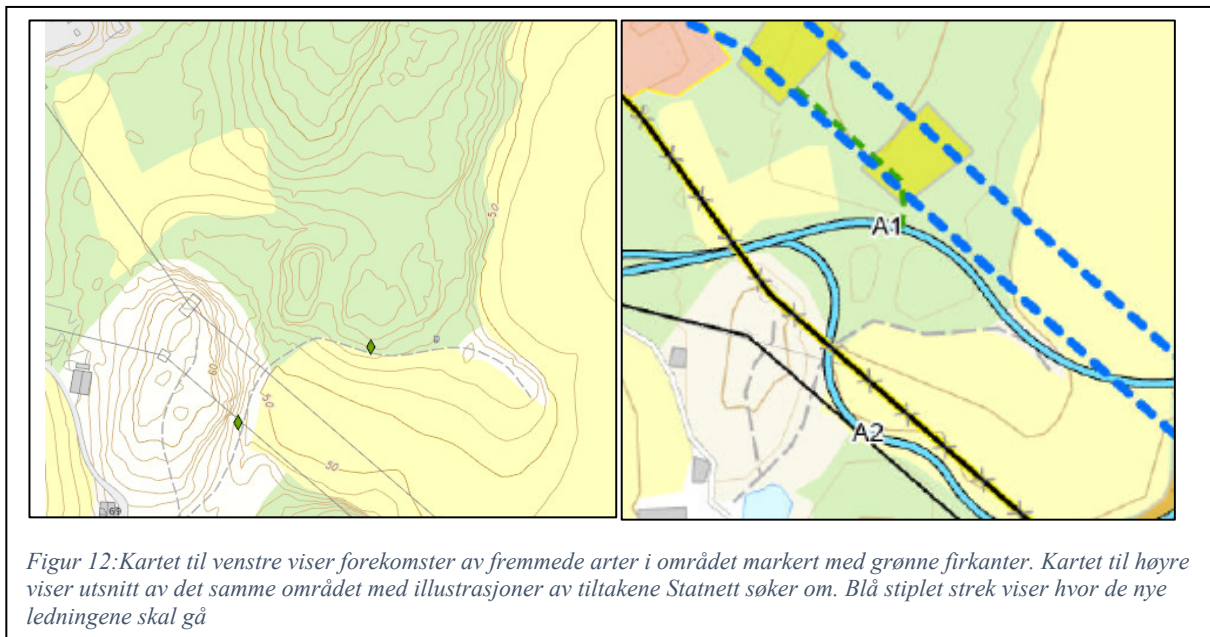 50
60
50
50
69
A1
A2
Figur 12:Kartet til venstre viser forekomster av fremmede arter i området markert med grønne firkanter. Kartet til høyre
viser utsnitt av det samme området med illustrasjoner av tiltakene Statnett søker om. Blå stiplet strek viser hvor de nye
ledningene skal gå